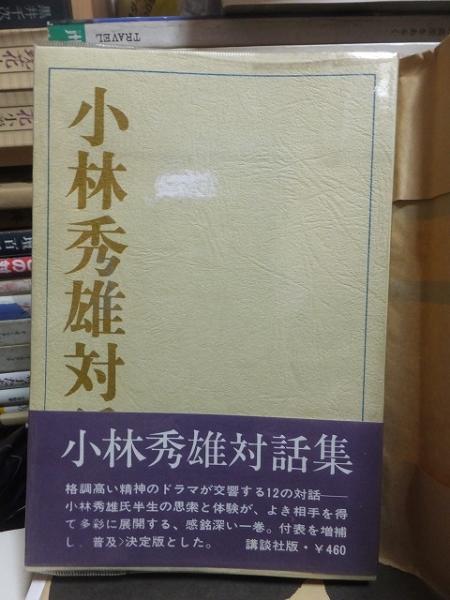 TRAVEL
黒井千次
小林秀雄対
小林秀雄対話集
格調高い精神のドラマが交響する12の対話――
小林秀雄氏半生の思索と体験が、よき相手を得
て多彩に展開する、感銘深い一巻。付表を増補
し、普及〉決定版とした。
講談社版・￥460